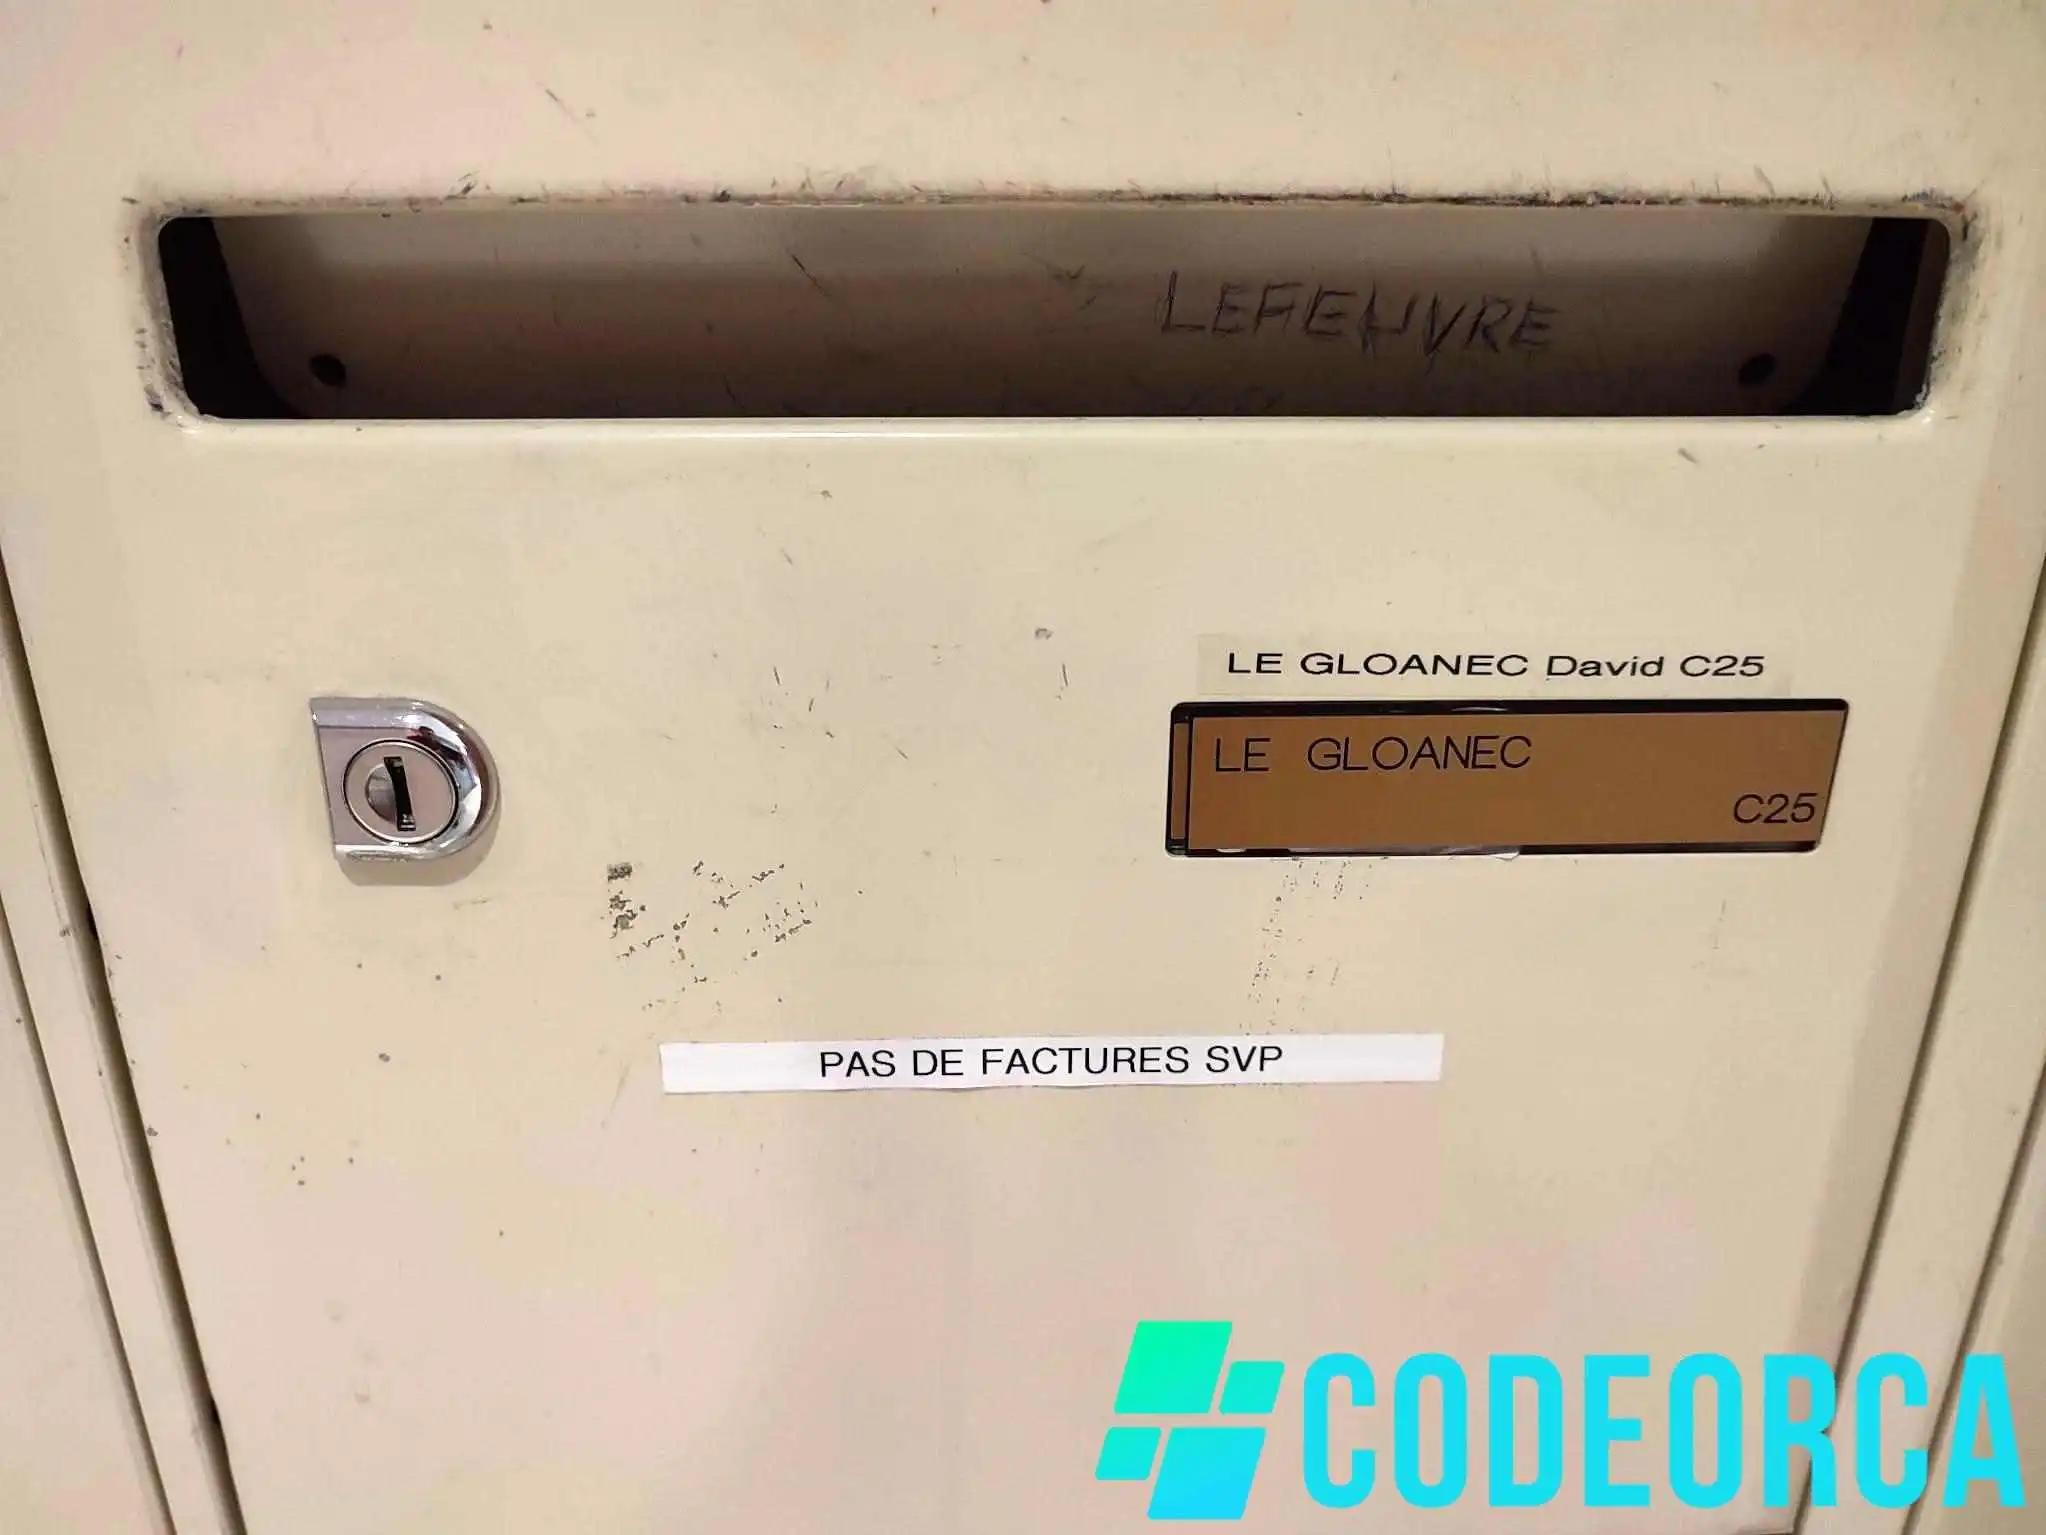 LEFEUVRE
LE GLOANEC David C25
LE GLOANEC
C25
PAS DE FACTURES SVP
CODEORCA